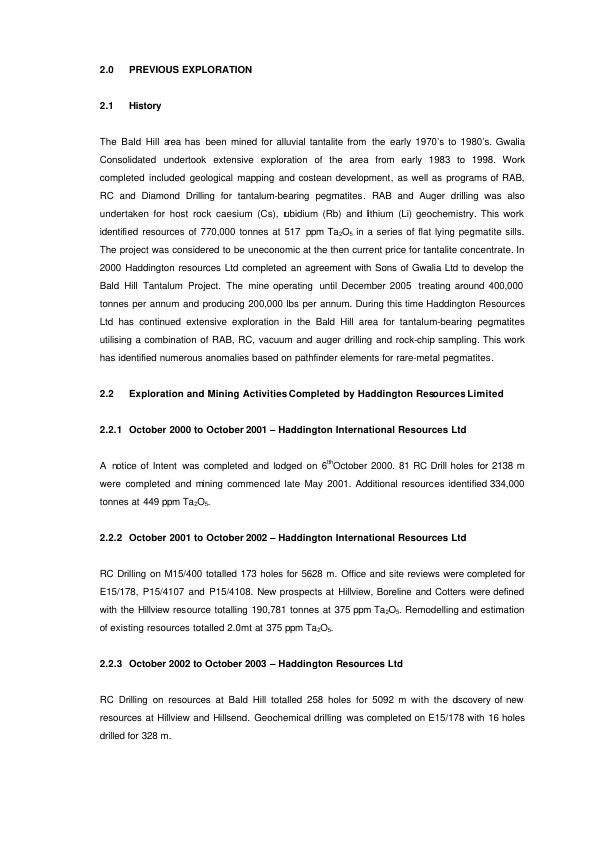 2.0 PREVIOUS EXPLORATION
2.1 History
The Bald Hill area has been mined for alluvial tantalite from the early 1970's to 1980's. Gwalia
Consolidated undertook extensive exploration of the area from early 1983 to 1998. Work
completed included geological mapping and costean development, as well as programs of RAB,
RC and Diamond Drilling for tantalum-bearing pegmatites. RAB and Auger drilling was also
undertaken for host rock caesium (Cs), rubidium (Rb) and lithium (Li) geochemistry. This work
identified resources of 770,000 tonnes at 517 ppm Ta₂O₅ in a series of flat lying pegmatite sills.
The project was considered to be uneconomic at the then current price for tantalite concentrate. In
2000 Haddington resources Ltd completed an agreement with Sons of Gwalia Ltd to develop the
Bald Hill Tantalum Project. The mine operating until December 2005 treating around 400,000
tonnes per annum and producing 200,000 lbs per annum. During this time Haddington Resources
Ltd has continued extensive exploration in the Bald Hill area for tantalum-bearing pegmatites
utilising a combination of RAB, RC, vacuum and auger drilling and rock-chip sampling. This work
has identified numerous anomalies based on pathfinder elements for rare-metal pegmatites.
2.2 Exploration and Mining Activities Completed by Haddington Resources Limited
2.2.1 October 2000 to October 2001 – Haddington International Resources Ltd
A notice of Intent was completed and lodged on 6th October 2000. 81 RC Drill holes for 2138 m
were completed and mining commenced late May 2001. Additional resources identified 334,000
tonnes at 449 ppm Ta₂O₅.
2.2.2 October 2001 to October 2002 – Haddington International Resources Ltd
RC Drilling on M15/400 totalled 173 holes for 5628 m. Office and site reviews were completed for
E15/178, P15/4107 and P15/4108. New prospects at Hillview, Boreline and Cotters were defined
with the Hillview resource totalling 190,781 tonnes at 375 ppm Ta₂O₅. Remodelling and estimation
of existing resources totalled 2.0mt at 375 ppm Ta₂O₅.
2.2.3 October 2002 to October 2003 – Haddington Resources Ltd
RC Drilling on resources at Bald Hill totalled 258 holes for 5092 m with the discovery of new
resources at Hillview and Hillsend. Geochemical drilling was completed on E15/178 with 16 holes
drilled for 328 m.